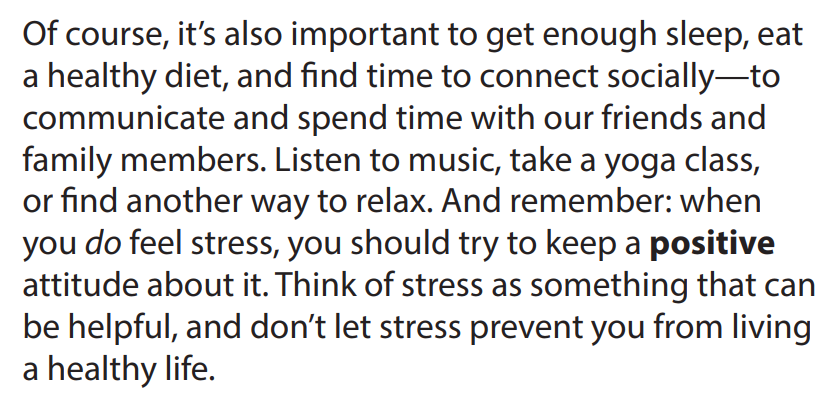 Of course, it’s also important to get enough sleep, eat
a healthy diet, and find time to connect socially—to
communicate and spend time with our friends and
family members. Listen to music, take a yoga class,
or find another way to relax. And remember: when
you do feel stress, you should try to keep a positive
attitude about it. Think of stress as something that can
be helpful, and don’t let stress prevent you from living
a healthy life.